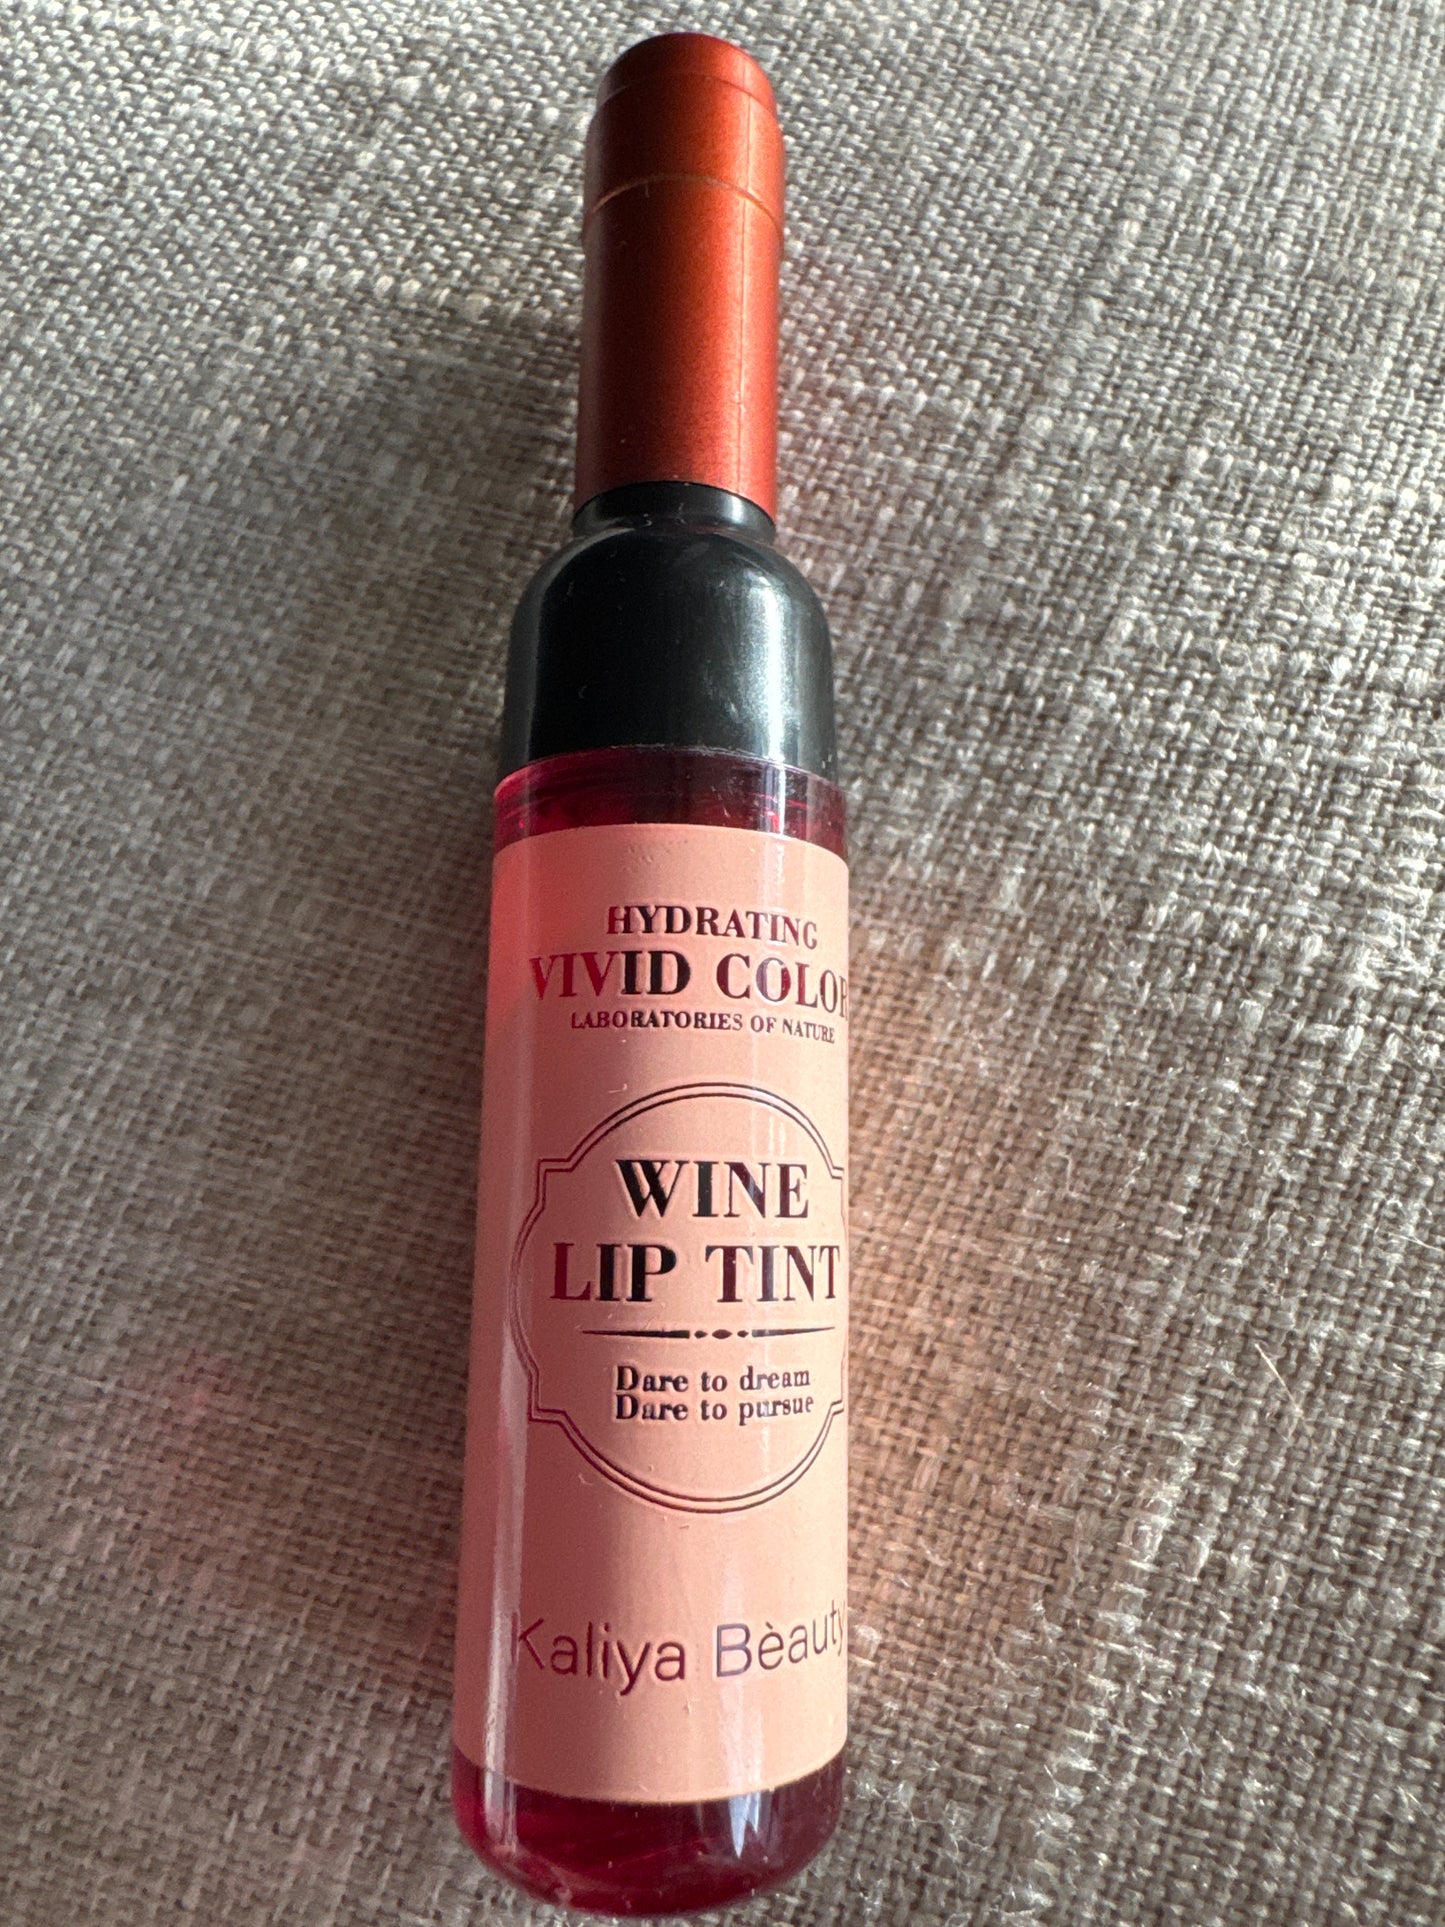 HYDRATING
VIVID COLOR
LABORATORIES OF NATURE
WINE
LIP TINT
Dare to dream
Dare to pursue
Kaliya Bèauty